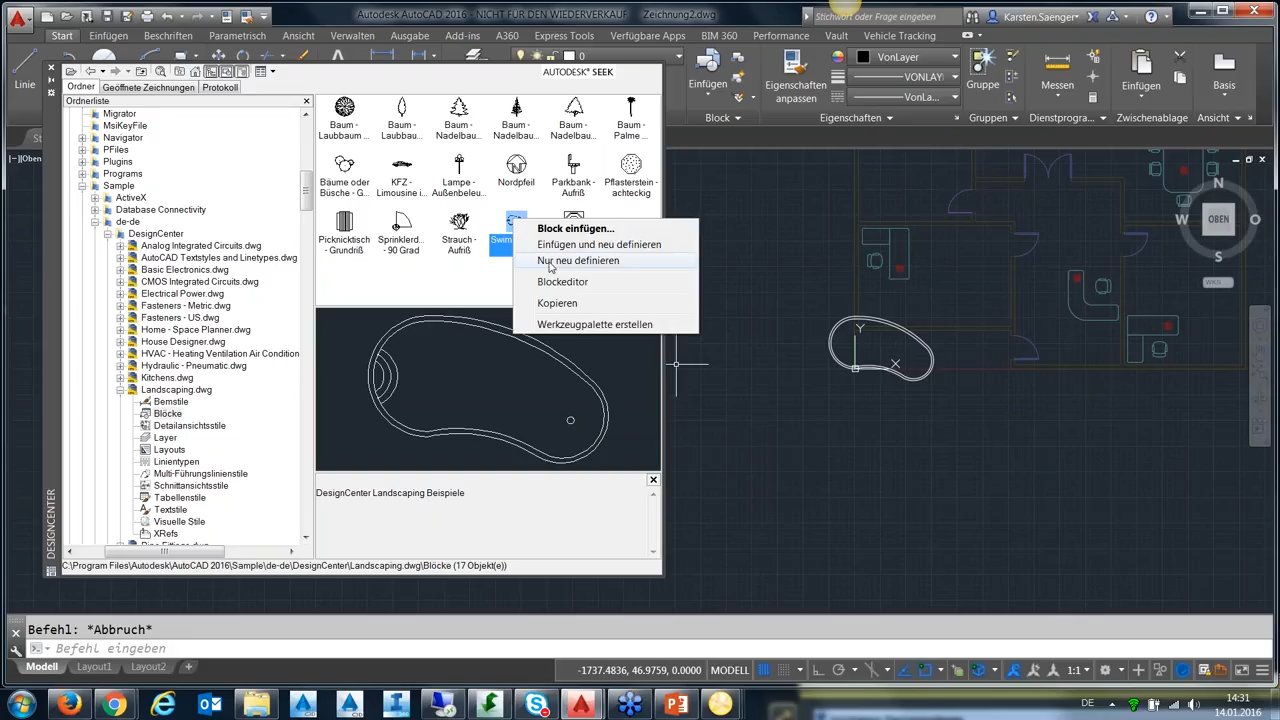 Autodesk AutoCAD 2016 - NICHT FÜR DEN WIEDERVERKAUF Zeichnung2.dwg
Stichwort oder Frage eingeben
Karsten.Saenger
Start Einfügen Beschriften Parametrisch Ansicht Verwalten Ausgabe Add-ins A360 Express Tools Verfügbare Apps BIM 360 Performance Vault Vehicle Tracking
Linie
0
Einfügen
Eigenschaften
anpassen
VonLayer
VONLAY
VonLa...
Gruppe
Messen
Einfügen
Basis
Block
Eigenschaften
Gruppen
Dienstprogra...
Zwischenablage
Ansicht
AUTODESK® SEEK
Ordner Geöffnete Zeichnungen Protokoll
Ordnerliste
Migrator
MsiKeyFile
Navigator
PFiles
Plugins
Programs
Sample
ActiveX
Database Connectivity
de-de
DesignCenter
Analog Integrated Circuits.dwg
AutoCAD Textstyles and Linetypes.dwg
Basic Electronics.dwg
CMOS Integrated Circuits.dwg
Electrical Power.dwg
Fasteners - Metric.dwg
Fasteners - US.dwg
Home - Space Planner.dwg
House Designer.dwg
HVAC - Heating Ventilation Air Condition
Hydraulic - Pneumatic.dwg
Kitchens.dwg
Landscaping.dwg
Bemstile
Blöcke
Detailansichtsstile
Layer
Layouts
Linientypen
Multi-Führungslinienstile
Schnittansichtsstile
Tabellenstile
Textstile
Visuelle Stile
XRefs
Baum -
Laubbaum ...
Baum -
Laubbau...
Baum -
Nadelbau...
Baum -
Nadelbau...
Baum -
Nadelbau...
Baum -
Palme ...
Bäume oder
Büsche - G...
KFZ -
Limousine i...
Lampe -
Außenbeleu...
Nordpfeil
Parkbank -
Aufriß
Pflasterstein -
achteckig
Picknicktisch
- Grundriß
Sprinklerd...
- 90 Grad
Strauch -
Aufriß
Swim
Block einfügen...
Einfügen und neu definieren
Nur neu definieren
Blockeditor
Kopieren
Werkzeugpalette erstellen
DesignCenter Landscaping Beispiele
C:\Program Files\Autodesk\AutoCAD 2016\Sample\de-de\DesignCenter\Landscaping.dwg\Blöcke (17 Objekt(e))
DESIGNCENTER
[−][Oben
N
W OBEN O
S
WKS
Y
X
Befehl: *Abbruch*
Befehl eingeben
Modell Layout1 Layout2 +
-1737.4836, 46.9759, 0.0000 MODELL
1:1
DE
14:31
14.01.2016